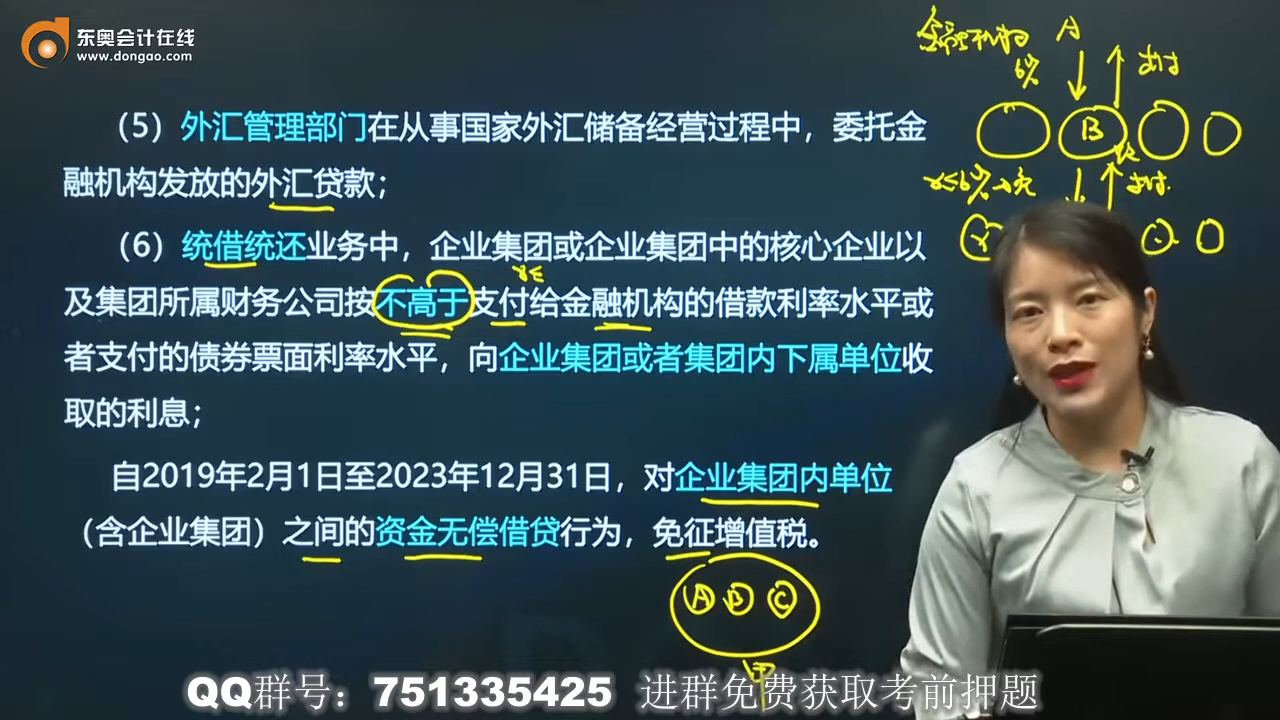 东奥会计在线
www.dongao.com
金融机构 A
6%
支付
B
（5）外汇管理部门在从事国家外汇储备经营过程中，委托金
融机构发放的外汇贷款；
（6）统借统还业务中，企业集团或企业集团中的核心企业以
及集团所属财务公司按不高于支付给金融机构的借款利率水平或
者支付的债券票面利率水平，向企业集团或者集团内下属单位收
取的利息；
自2019年2月1日至2023年12月31日，对企业集团内单位
（含企业集团）之间的资金无偿借贷行为，免征增值税。
A B C
甲
QQ群号：751335425 进群免费获取考前押题